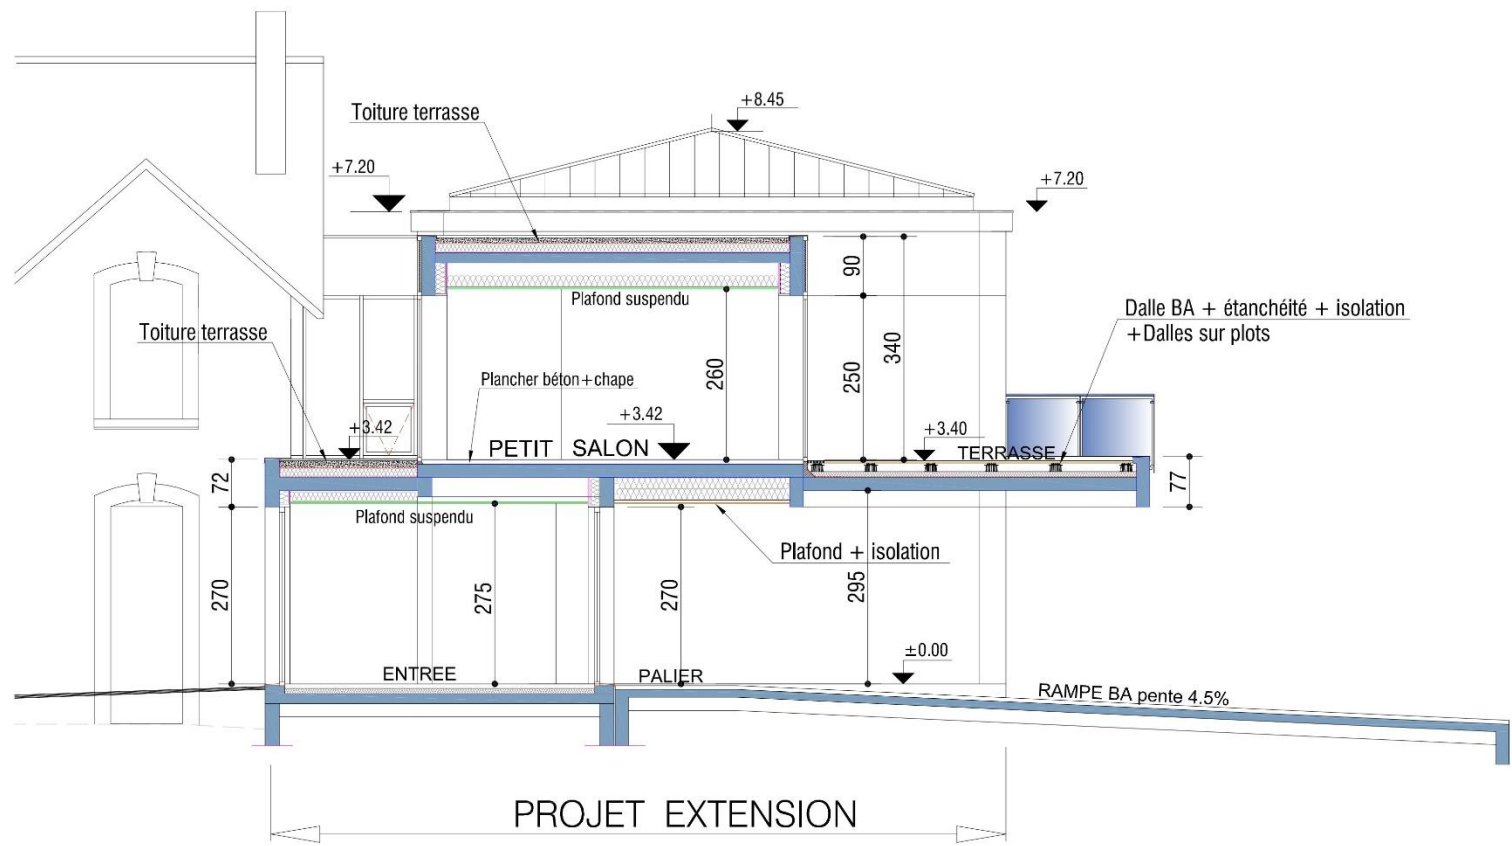 +8.45
Toiture terrasse
+7.20
+7.20
90
Plafond suspendu
Dalle BA + étanchéité + isolation
+Dalles sur plots
Toiture terrasse
340
260
250
Plancher béton+chape
+3.42
+3.42
+3.40
PETIT SALON
TERRASSE
72
77
Plafond suspendu
Plafond + isolation
270
275
270
295
±0.00
ENTREE
PALIER
RAMPE BA pente 4.5%
PROJET EXTENSION